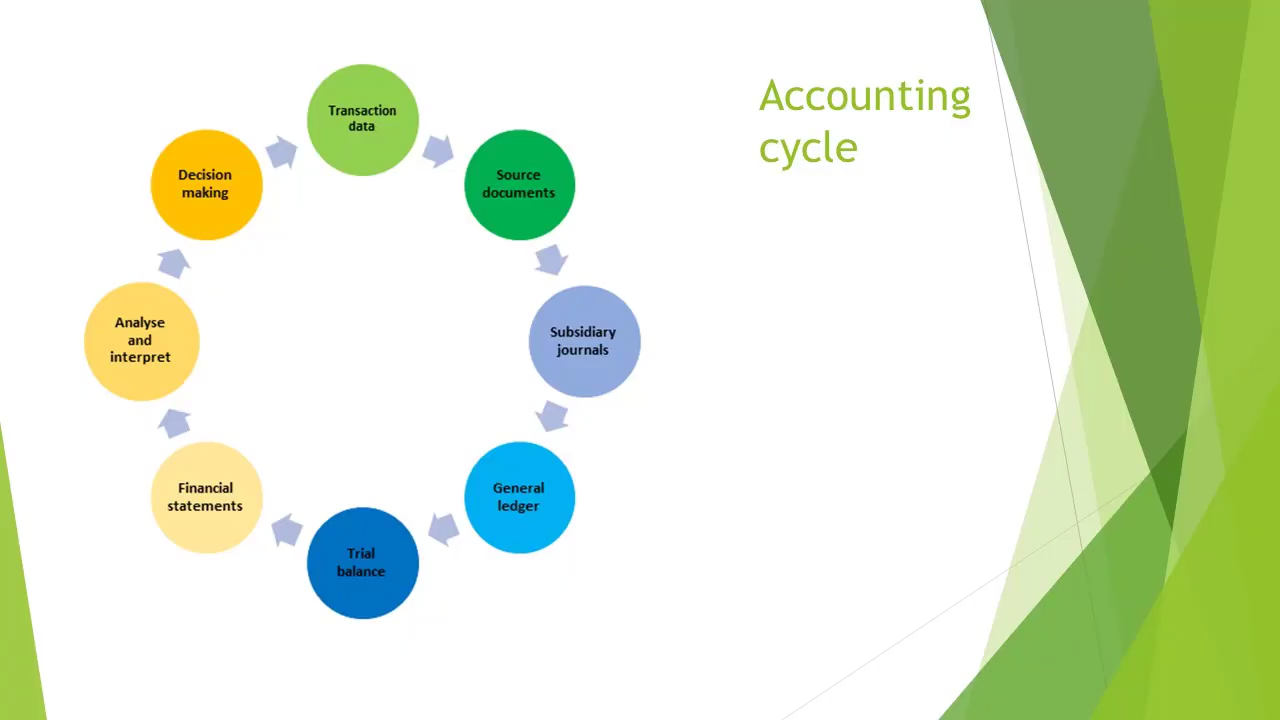 Accounting
cycle
Transaction
data
Source
documents
Subsidiary
journals
General
ledger
Trial
balance
Financial
statements
Analyse
and
interpret
Decision
making